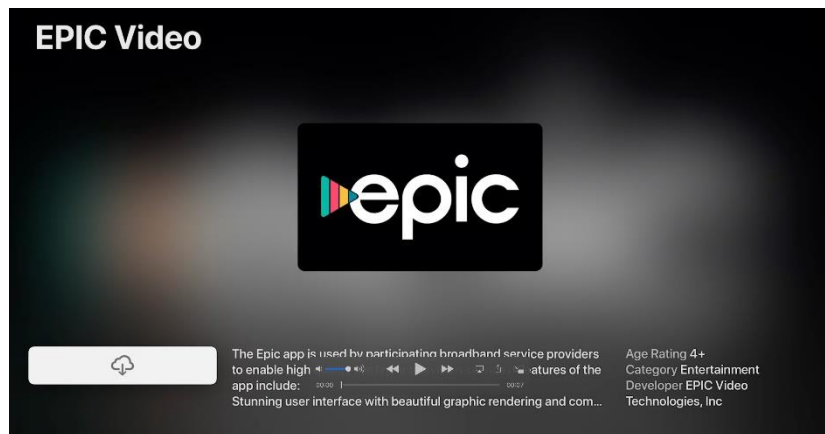 EPIC Video
epic
The Epic app is used by participating broadband service providers
to enable high atures of the
app include: 00:00 00:07
Stunning user interface with beautiful graphic rendering and com...
Age Rating 4+
Category Entertainment
Developer EPIC Video
Technologies, Inc